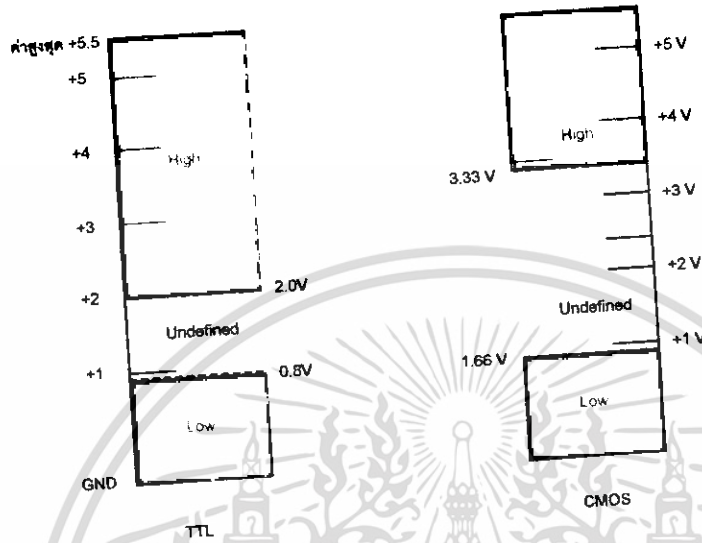 ค่าสูงสุด +5.5
+5
+4
High
+3
+2
2.0V
Undefined
+1
0.8V
Low
GND
TTL
+5 V
+4 V
High
3.33 V
+3 V
+2 V
Undefined
+1 V
1.66 V
Low
CMOS